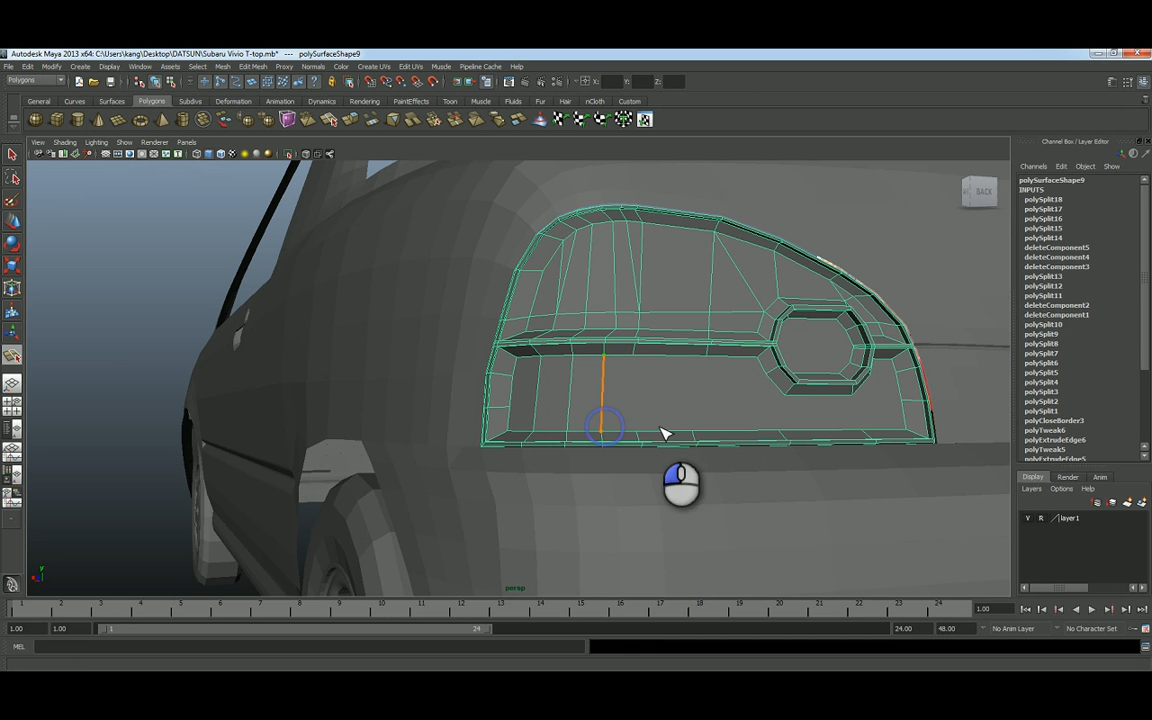 Autodesk Maya 2013 x64: C:\Users\kang\Desktop\DATSUN\Subaru Vivio T-top.mb* --- polySurfaceShape9
File Edit Modify Create Display Window Assets Select Mesh Edit Mesh Proxy Normals Color Create UVs Edit UVs Muscle Pipeline Cache Help
Polygons X: Y: Z:
General Curves Surfaces Polygons Subdivs Deformation Animation Dynamics Rendering PaintEffects Toon Muscle Fluids Fur Hair nCloth Custom
View Shading Lighting Show Renderer Panels
Channel Box / Layer Editor
Channels Edit Object Show
polySurfaceShape9
INPUTS
polySplit18
polySplit17
polySplit16
polySplit15
polySplit14
deleteComponent5
deleteComponent4
deleteComponent3
polySplit13
polySplit12
polySplit11
deleteComponent2
deleteComponent1
polySplit10
polySplit9
polySplit8
polySplit7
polySplit6
polySplit5
polySplit4
polySplit3
polySplit2
polySplit1
polyCloseBorder3
polyTweak6
polyExtrudeEdge6
polyTweak5
polyExtrudeEdge5
BACK
Display Render Anim
Layers Options Help
V R layer1
y
persp
1 2 3 4 5 6 7 8 9 10 11 12 13 14 15 16 17 18 19 20 21 22 23 24 1.00
1.00 1.00 1 24 24.00 48.00 No Anim Layer No Character Set
MEL